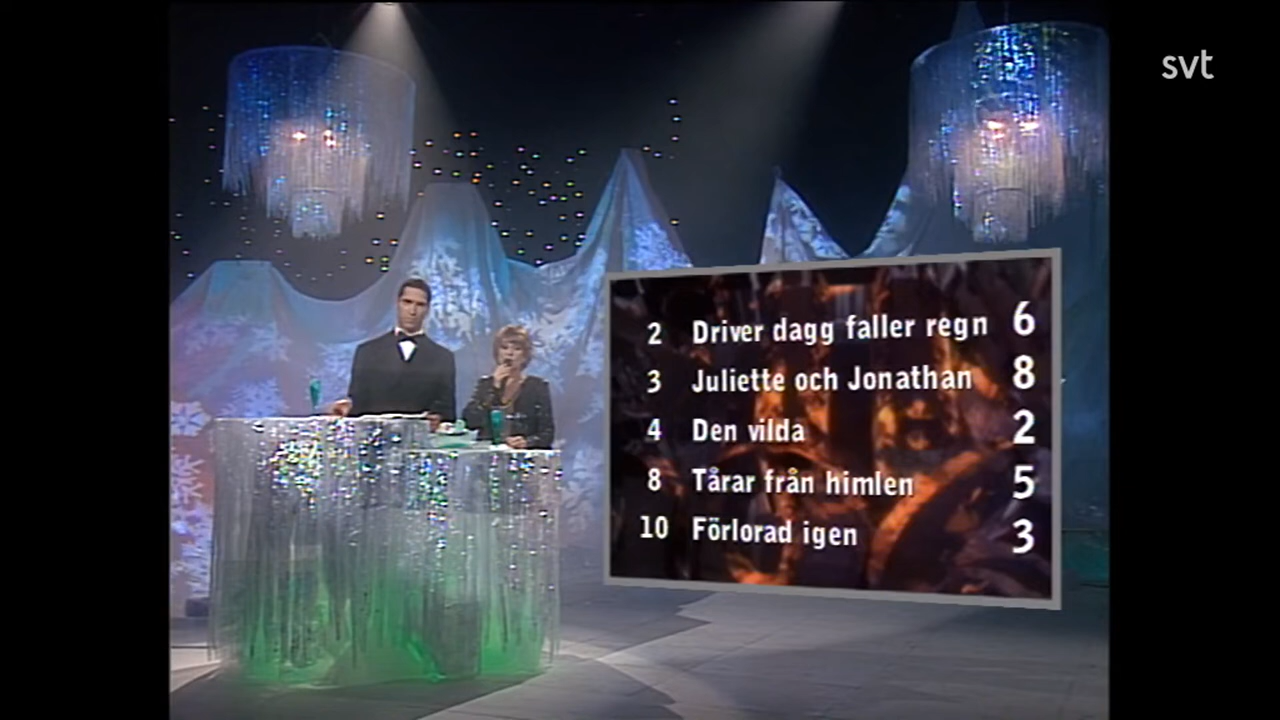 svt
2 Driver dagg faller regn 6
3 Juliette och Jonathan 8
4 Den vilda 2
8 Tårar från himlen 5
10 Förlorad igen 3